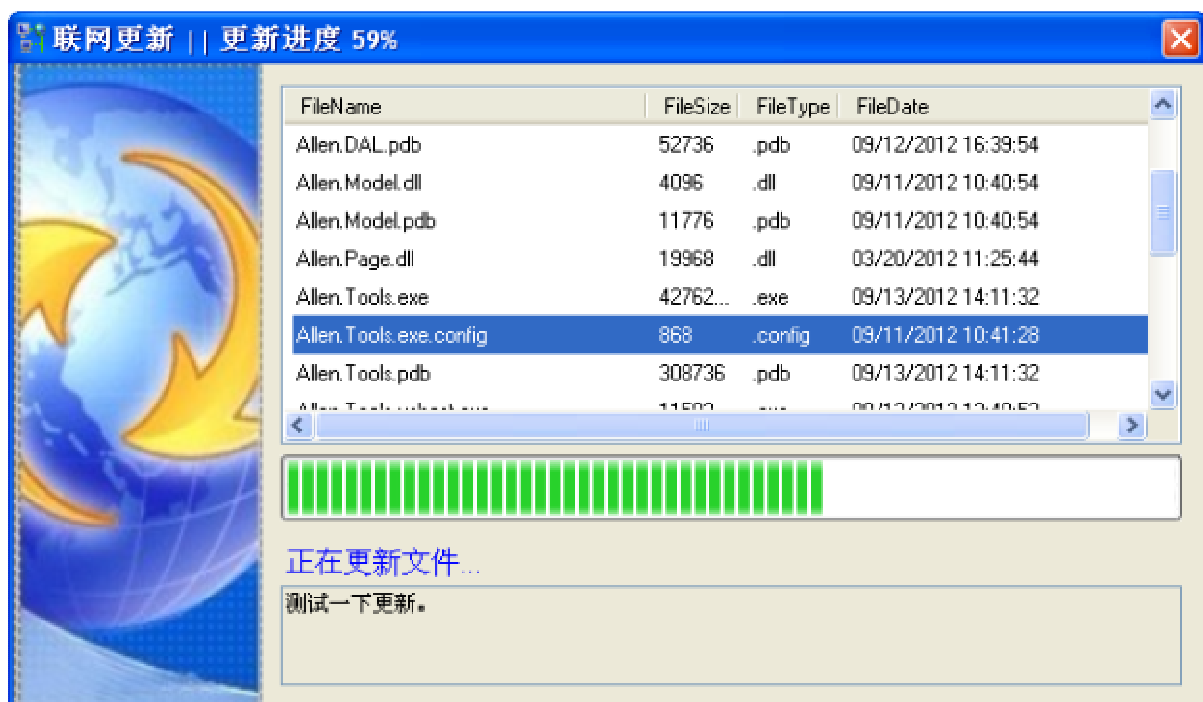 联网更新 || 更新进度 59%
FileName FileSize FileType FileDate
Allen.DAL.pdb 52736 .pdb 09/12/2012 16:39:54
Allen.Model.dll 4096 .dll 09/11/2012 10:40:54
Allen.Model.pdb 11776 .pdb 09/11/2012 10:40:54
Allen.Page.dll 19968 .dll 03/20/2012 11:25:44
Allen.Tools.exe 42762... .exe 09/13/2012 14:11:32
Allen.Tools.exe.config 868 .config 09/11/2012 10:41:28
Allen.Tools.pdb 308736 .pdb 09/13/2012 14:11:32
正在更新文件...
测试一下更新。